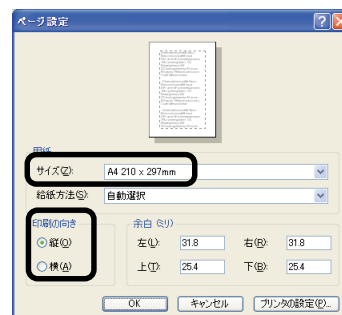 ページ設定
用紙
サイズ(Z): A4 210 x 297mm
給紙方法(S): 自動選択
印刷の向き
縦(O)
横(A)
余白 (ミリ)
左(L): 31.8 右(R): 31.8
上(T): 25.4 下(B): 25.4
OK キャンセル プリンタの設定(P)...